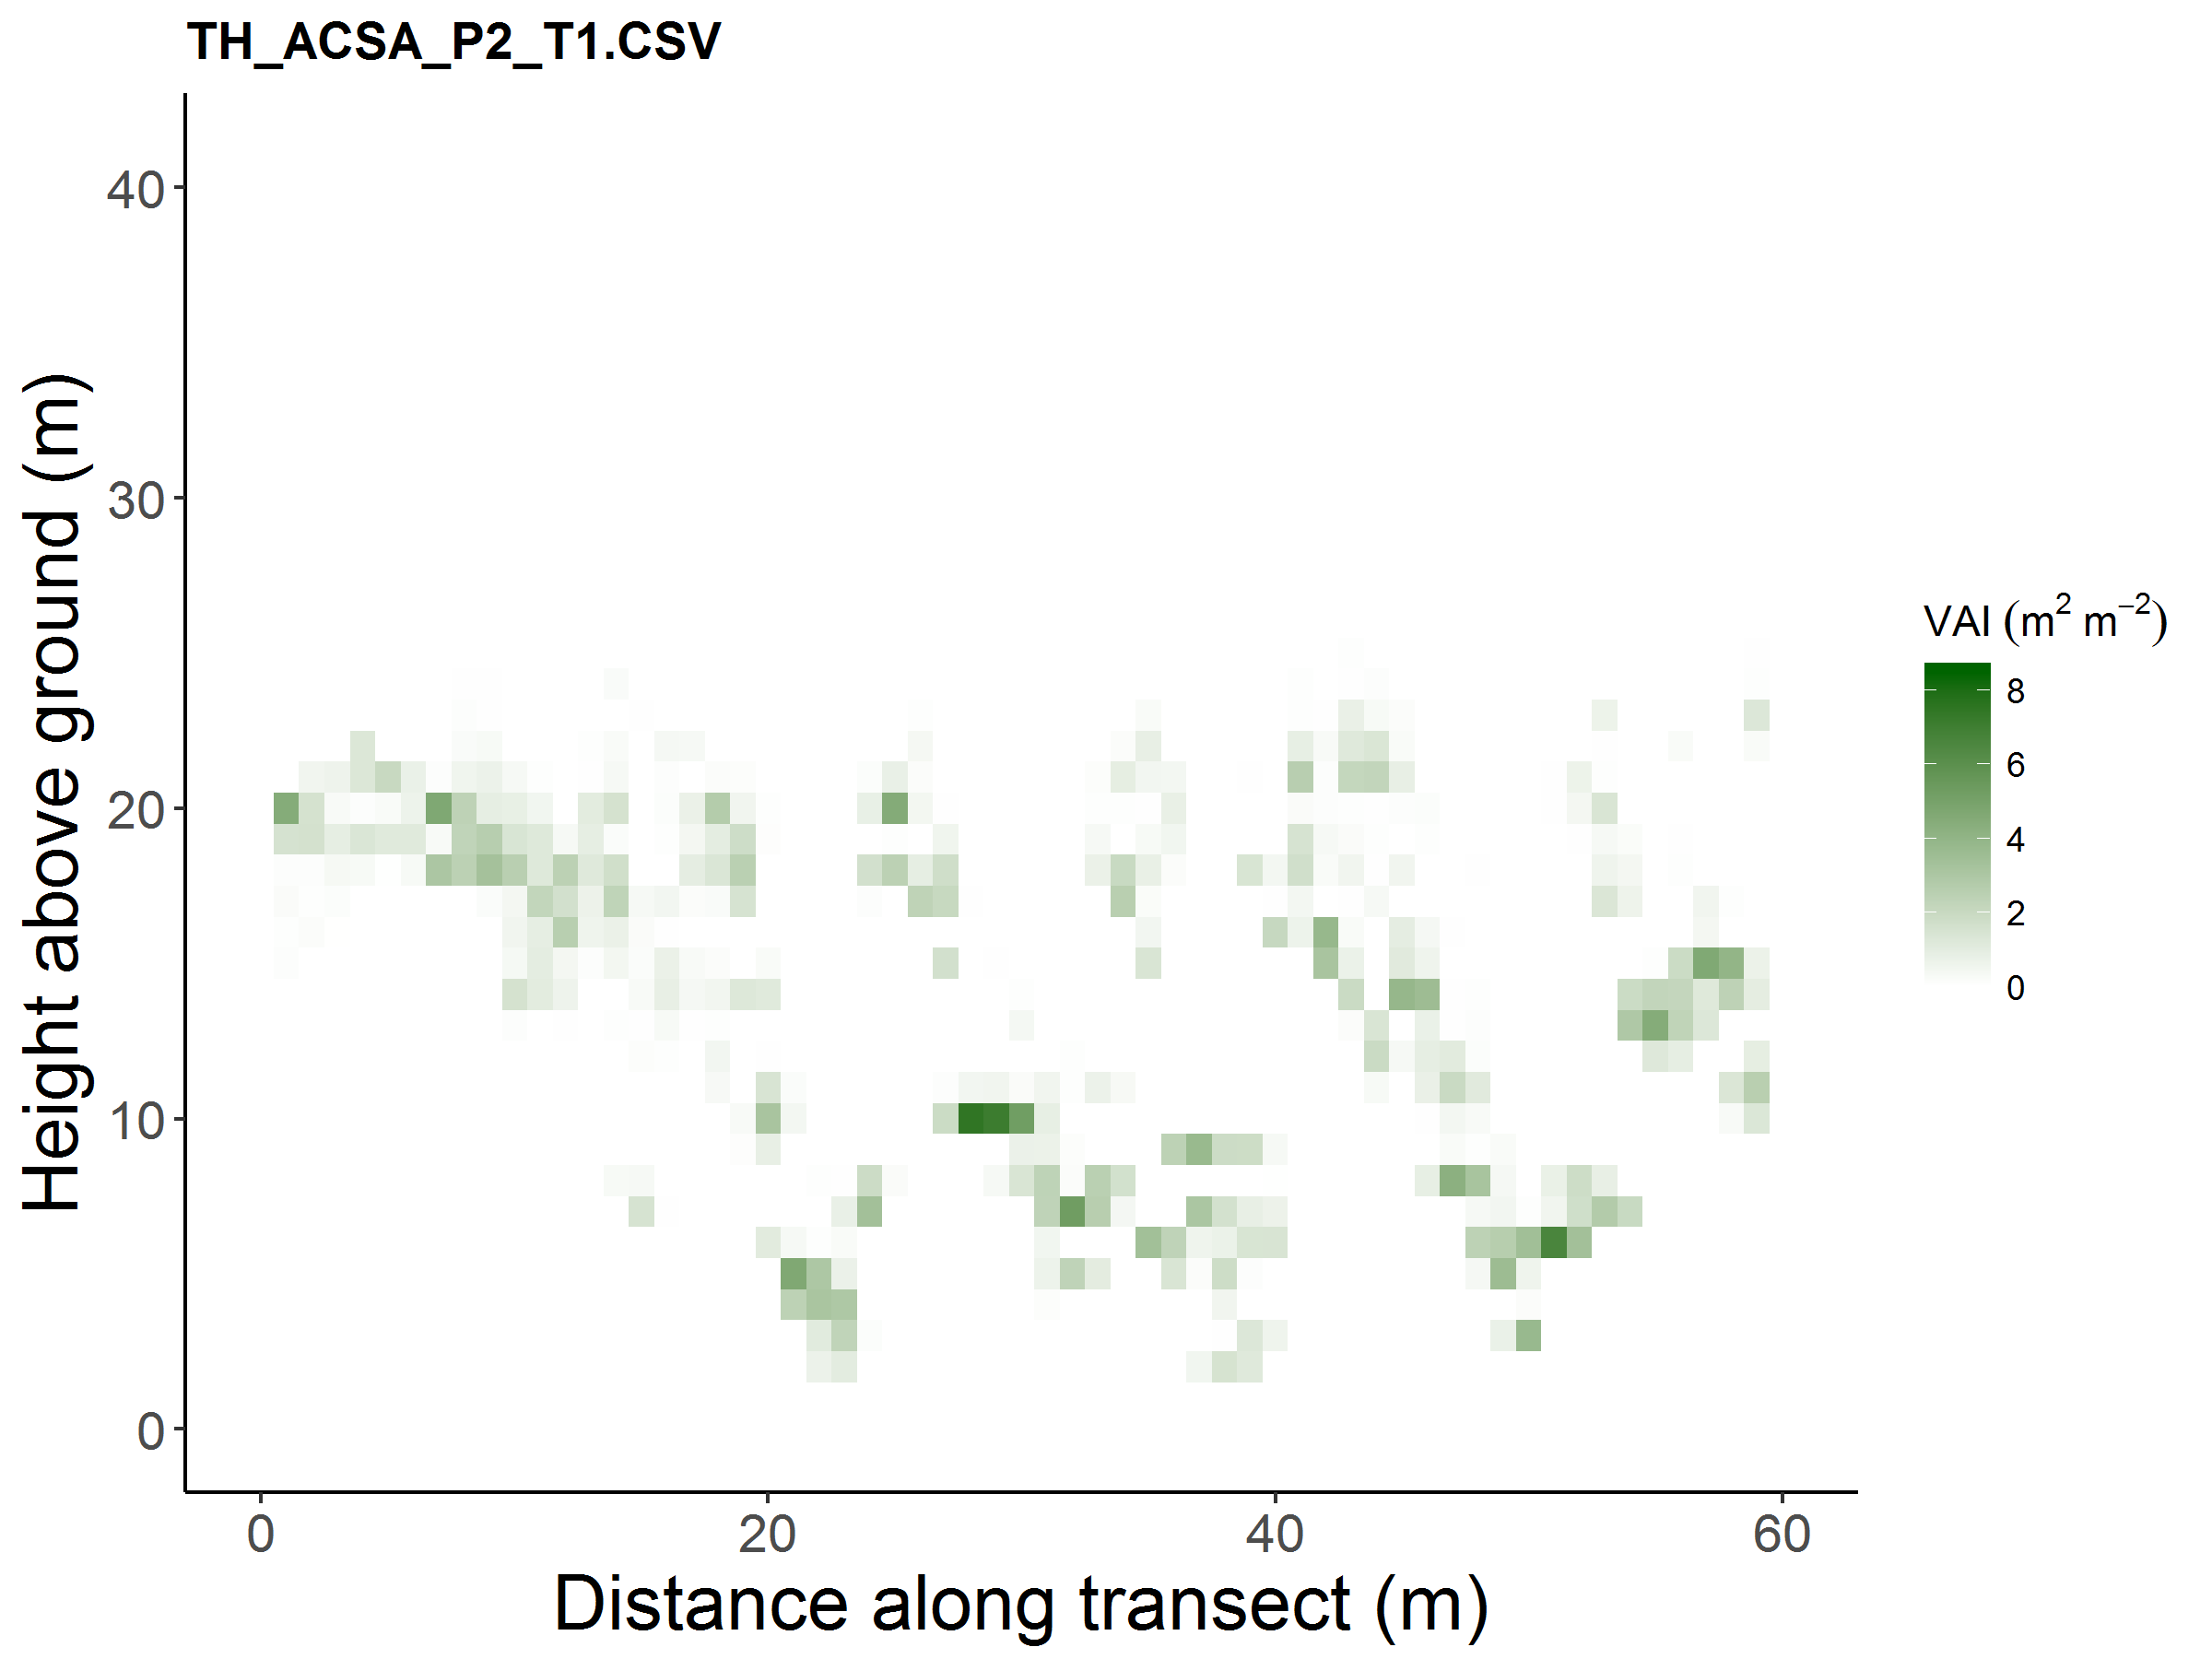 TH_ACSA_P2_T1.CSV
Height above ground (m)
40
30
20
10
0
0 20 40 60
Distance along transect (m)
VAI (m² m⁻²)
8
6
4
2
0